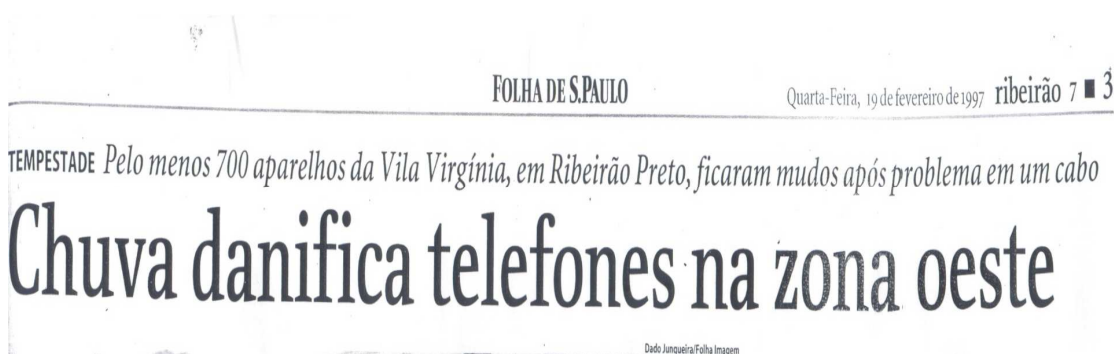 FOLHA DE S.PAULO Quarta-Feira, 19 de fevereiro de 1997 ribeirão 7 ■ 3
TEMPESTADE Pelo menos 700 aparelhos da Vila Virgínia, em Ribeirão Preto, ficaram mudos após problema em um cabo
Chuva danifica telefones na zona oeste
Dado Junqueira/Folha Imagem